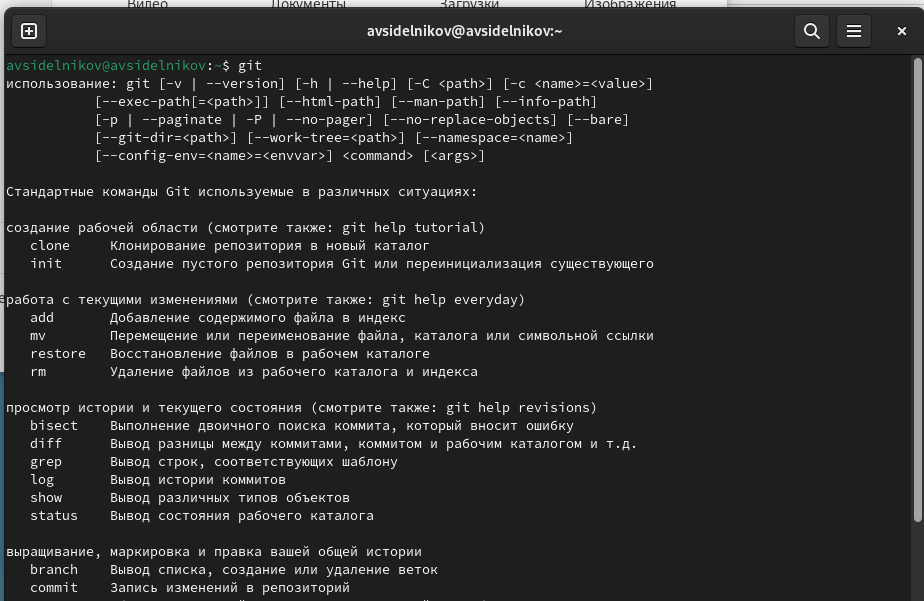 Видео Документы Загрузки Изображения
avsidelnikov@avsidelnikov:~
avsidelnikov@avsidelnikov:~$ git
использование: git [-v | --version] [-h | --help] [-C <path>] [-c <name>=<value>]
[--exec-path[=<path>]] [--html-path] [--man-path] [--info-path]
[-p | --paginate | -P | --no-pager] [--no-replace-objects] [--bare]
[--git-dir=<path>] [--work-tree=<path>] [--namespace=<name>]
[--config-env=<name>=<envvar>] <command> [<args>]
Стандартные команды Git используемые в различных ситуациях:
создание рабочей области (смотрите также: git help tutorial)
clone Клонирование репозитория в новый каталог
init Создание пустого репозитория Git или переинициализация существующего
работа с текущими изменениями (смотрите также: git help everyday)
add Добавление содержимого файла в индекс
mv Перемещение или переименование файла, каталога или символьной ссылки
restore Восстановление файлов в рабочем каталоге
rm Удаление файлов из рабочего каталога и индекса
просмотр истории и текущего состояния (смотрите также: git help revisions)
bisect Выполнение двоичного поиска коммита, который вносит ошибку
diff Вывод разницы между коммитами, коммитом и рабочим каталогом и т.д.
grep Вывод строк, соответствующих шаблону
log Вывод истории коммитов
show Вывод различных типов объектов
status Вывод состояния рабочего каталога
выращивание, маркировка и правка вашей общей истории
branch Вывод списка, создание или удаление веток
commit Запись изменений в репозиторий